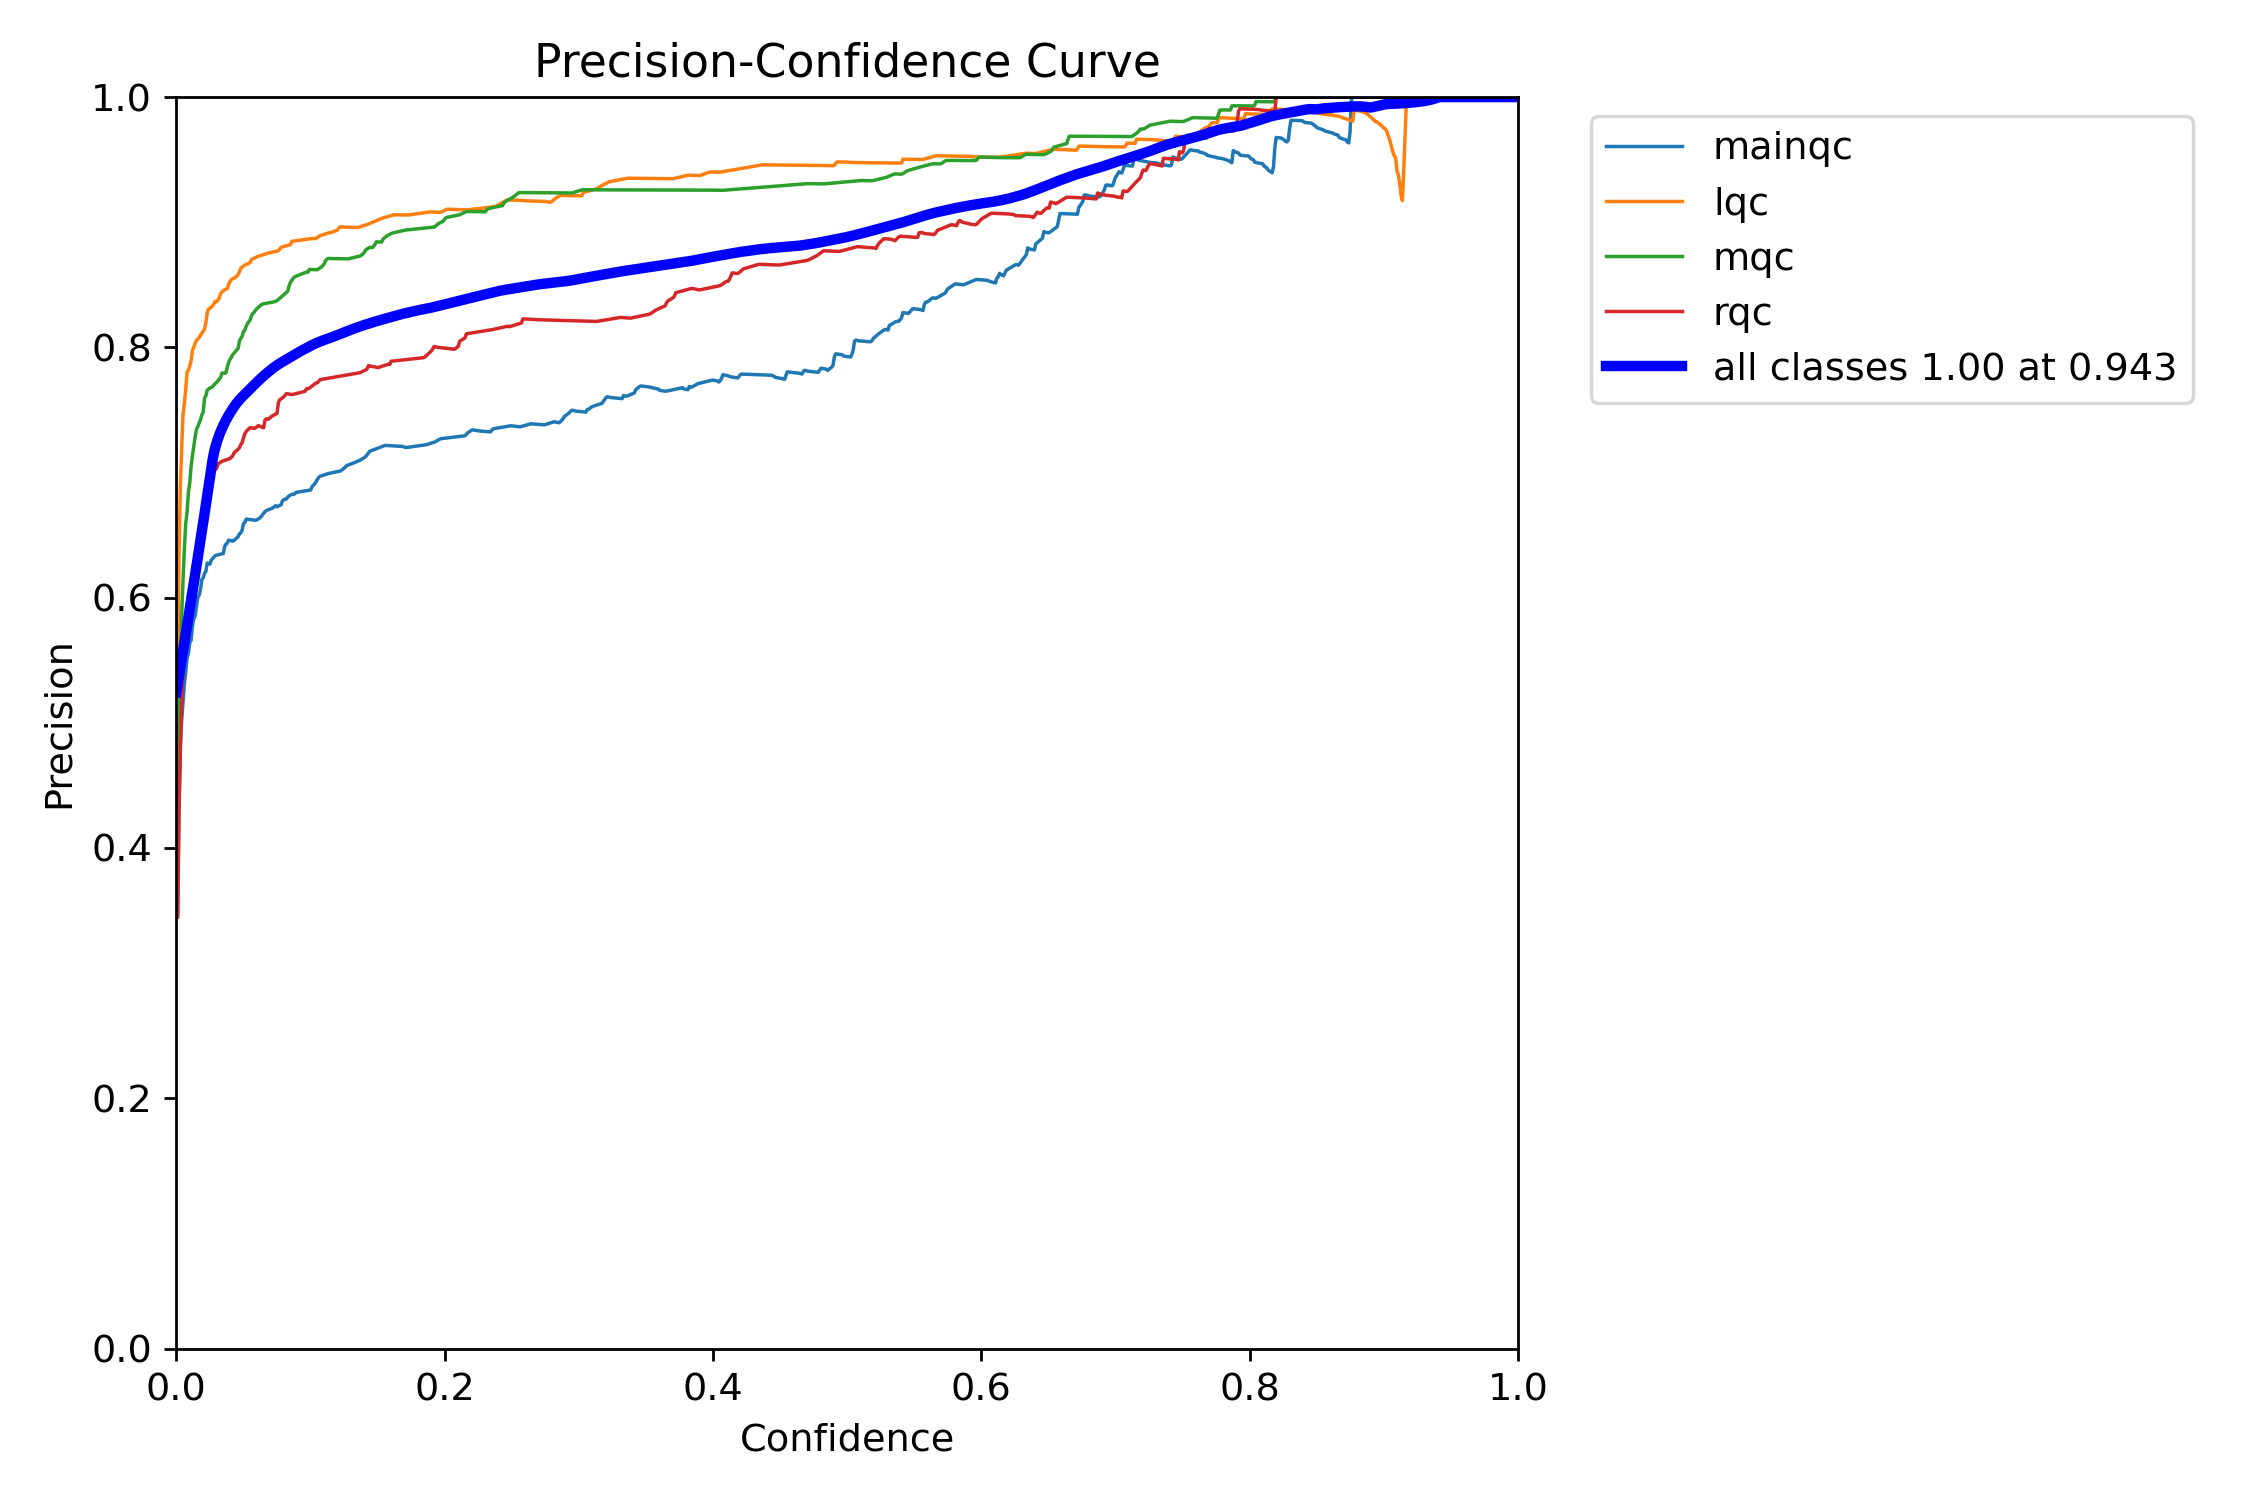 Precision-Confidence Curve
1.0
0.8
0.6
0.4
0.2
0.0
Precision
0.0 0.2 0.4 0.6 0.8 1.0
Confidence
mainqc
lqc
mqc
rqc
all classes 1.00 at 0.943